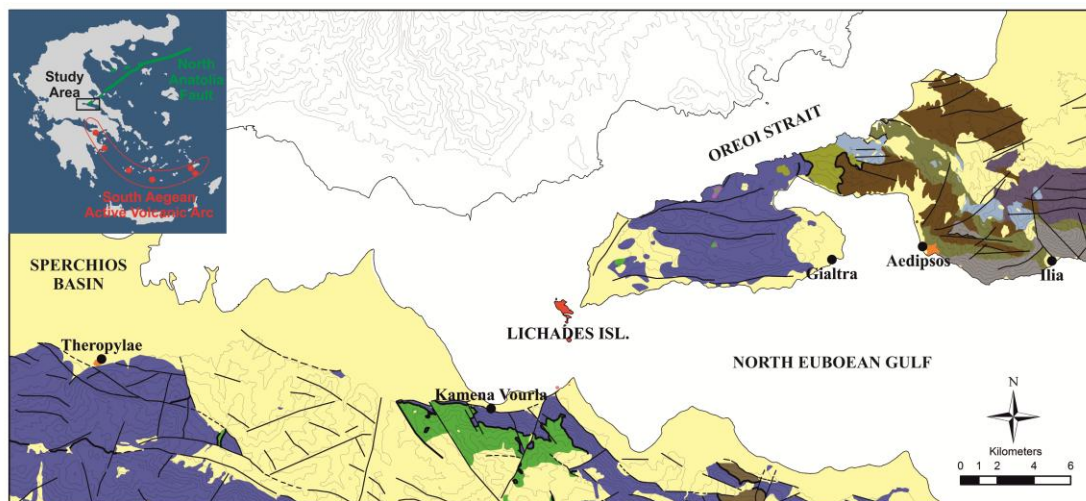 Study
Area
North
Anatolia
Fault
South Aegean
Active Volcanic Arc
OREOI STRAIT
SPERCHIOS
BASIN
Gialtra
Aedipsos
Ilia
LICHADES ISL.
Theropylae
NORTH EUBOEAN GULF
Kamena Vourla
N
Kilometers
0 1 2 4 6